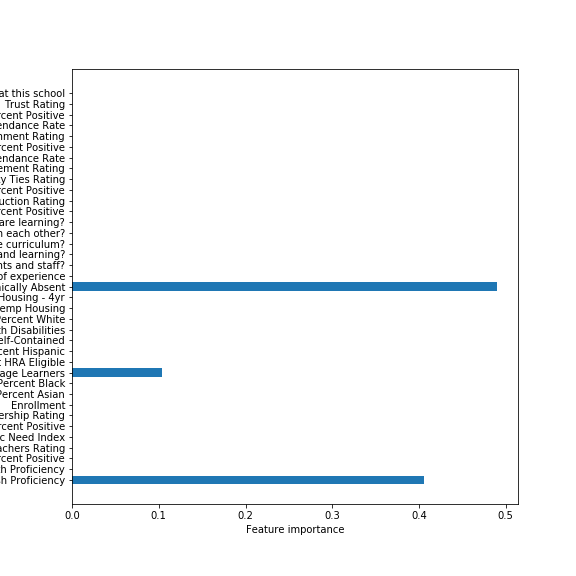 at this school
Trust Rating
rcent Positive
endance Rate
nment Rating
rcent Positive
endance Rate
ement Rating
y Ties Rating
rcent Positive
uction Rating
rcent Positive
are learning?
n each other?
e curriculum?
and learning?
nts and staff?
of experience
ically Absent
Housing - 4yr
emp Housing
Percent White
h Disabilities
elf-Contained
cent Hispanic
t HRA Eligible
age Learners
Percent Black
Percent Asian
Enrollment
ership Rating
rcent Positive
ic Need Index
achers Rating
rcent Positive
th Proficiency
sh Proficiency
0.0 0.1 0.2 0.3 0.4 0.5
Feature importance